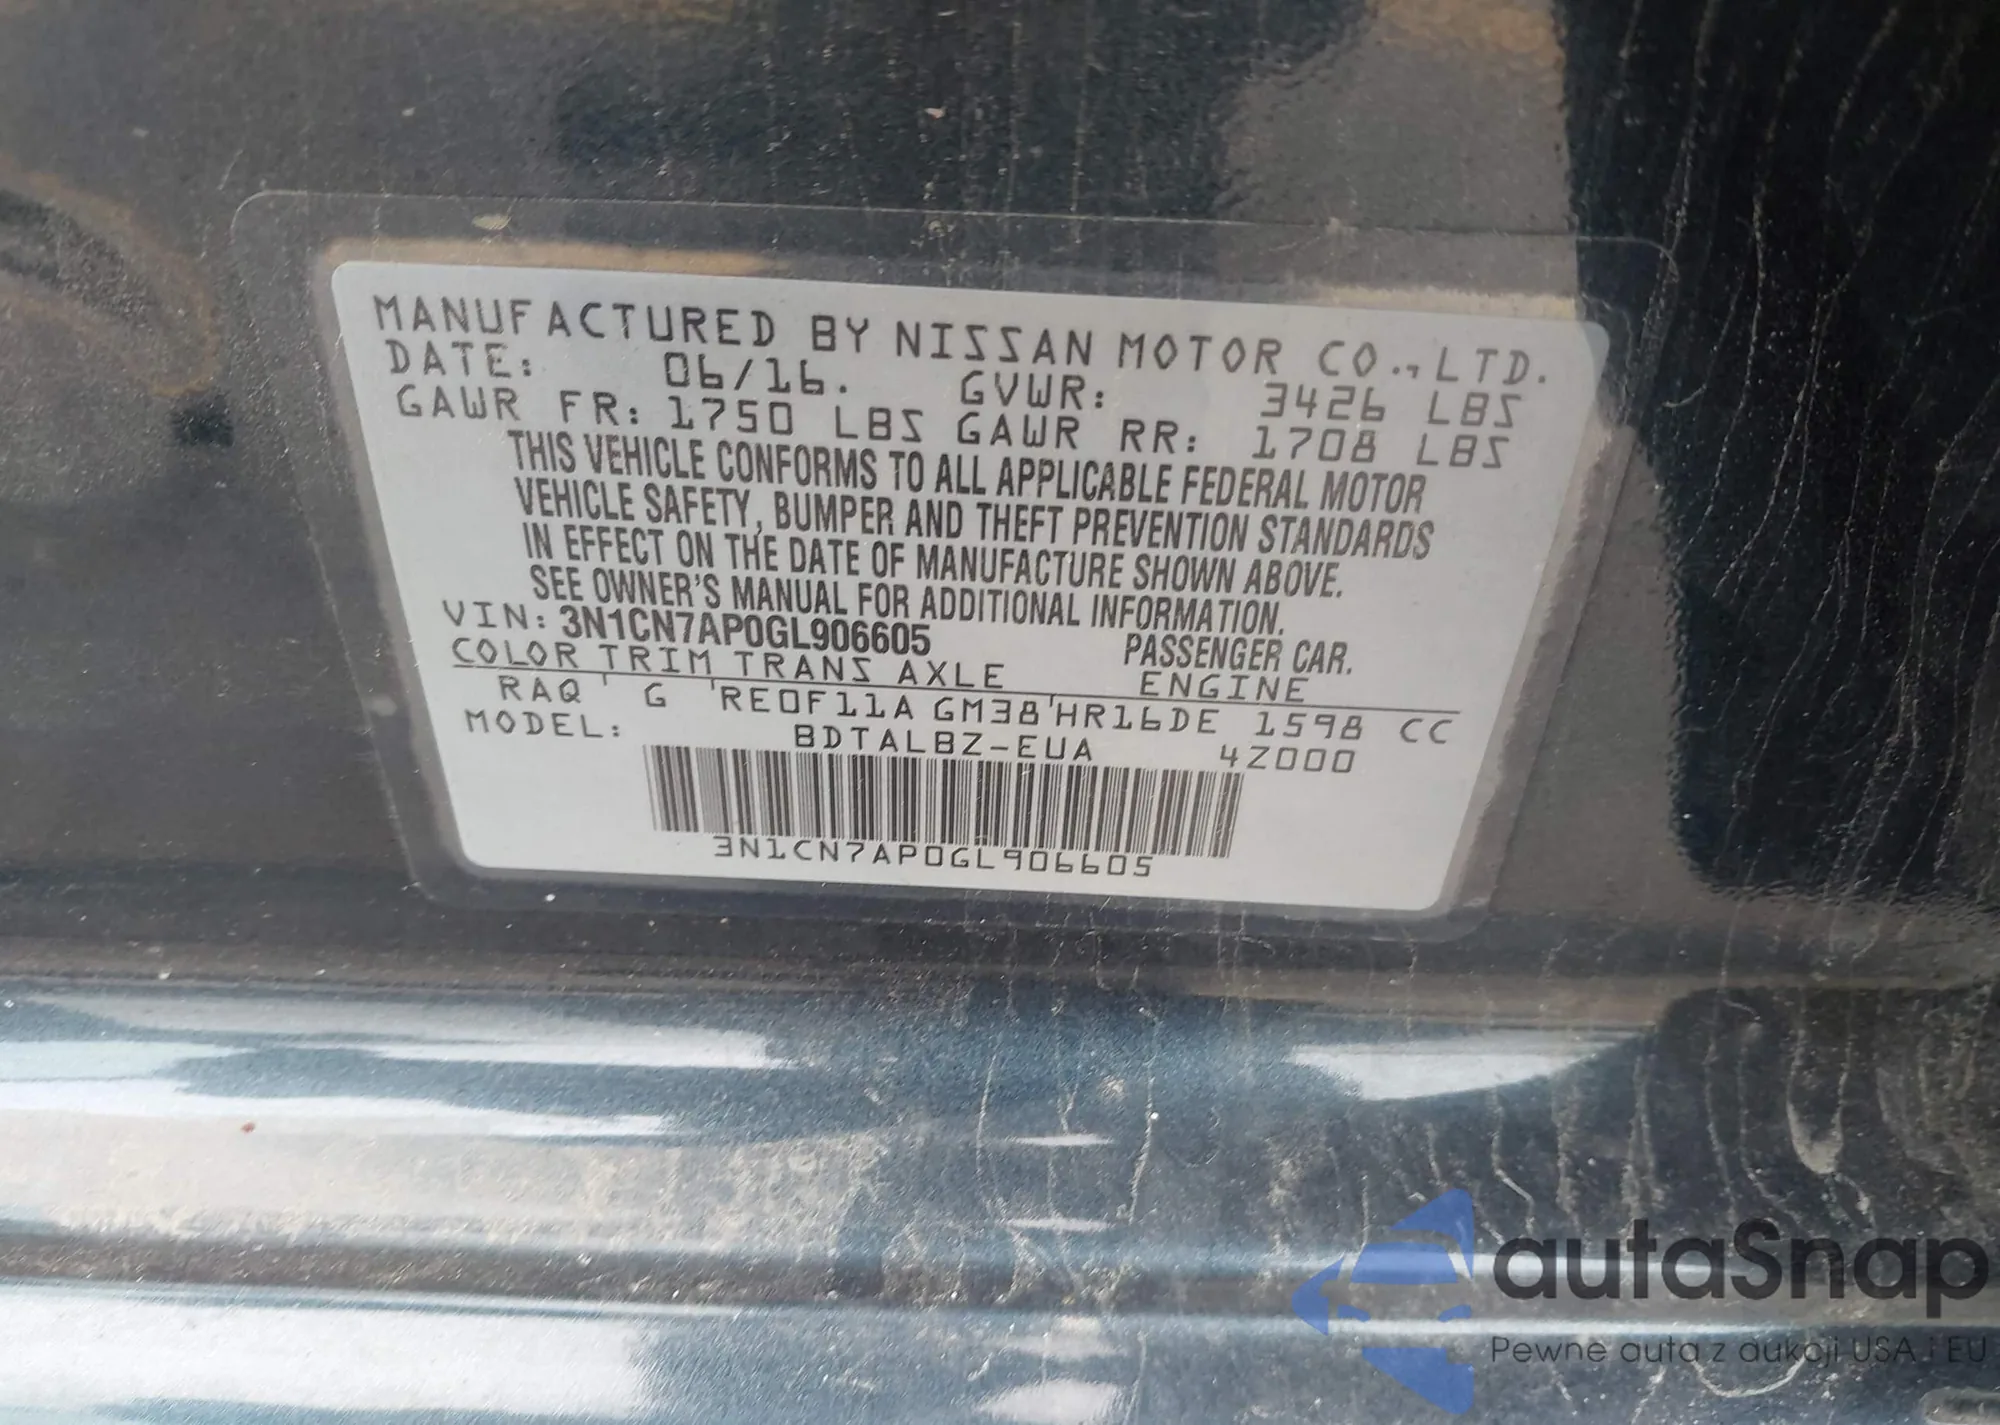 MANUFACTURED BY NISSAN MOTOR CO., LTD.
DATE: 06/16. GVWR: 3426 LBS
GAWR FR: 1750 LBS GAWR RR: 1708 LBS
THIS VEHICLE CONFORMS TO ALL APPLICABLE FEDERAL MOTOR
VEHICLE SAFETY, BUMPER AND THEFT PREVENTION STANDARDS
IN EFFECT ON THE DATE OF MANUFACTURE SHOWN ABOVE.
SEE OWNER'S MANUAL FOR ADDITIONAL INFORMATION.
VIN: 3N1CN7AP0GL906605 PASSENGER CAR.
COLOR TRIM TRANS AXLE ENGINE
RAQ G RE0F11A GM38 HR16DE 1598 CC
MODEL: BDTALBZ-EUA 4Z000
3N1CN7AP0GL906605
autaSnap
Pewne auta z aukcji USA i EU